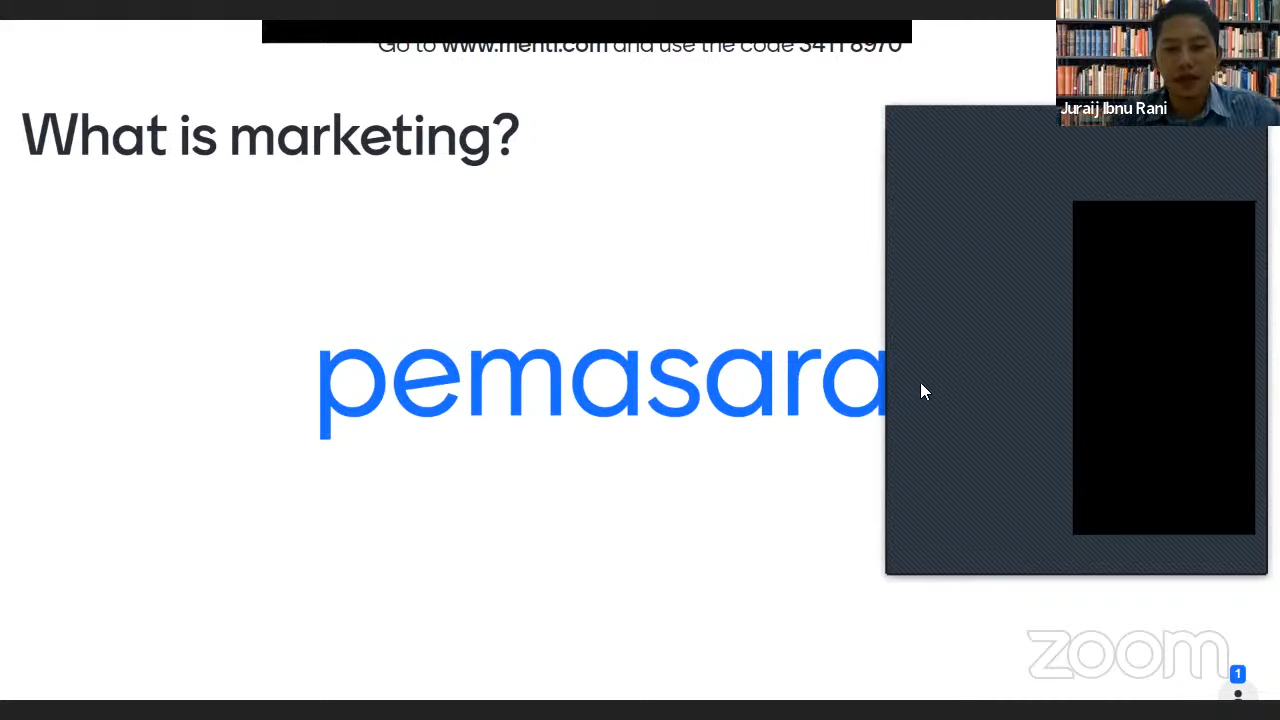 Go to www.menti.com and use the code 3411 8970
Juraij Ibnu Rani
What is marketing?
pemasara
zoom
1